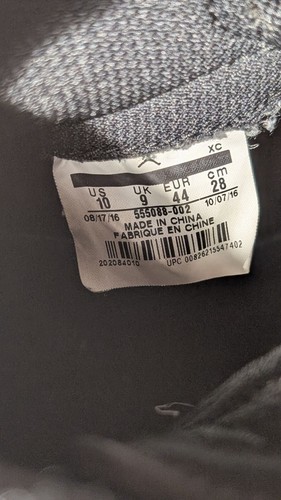 XC
US UK EUR cm
10 9 44 28
08/17/16 555088-002 10/07/16
MADE IN CHINA
FABRIQUE EN CHINE
202084010 UPC 00826215547402